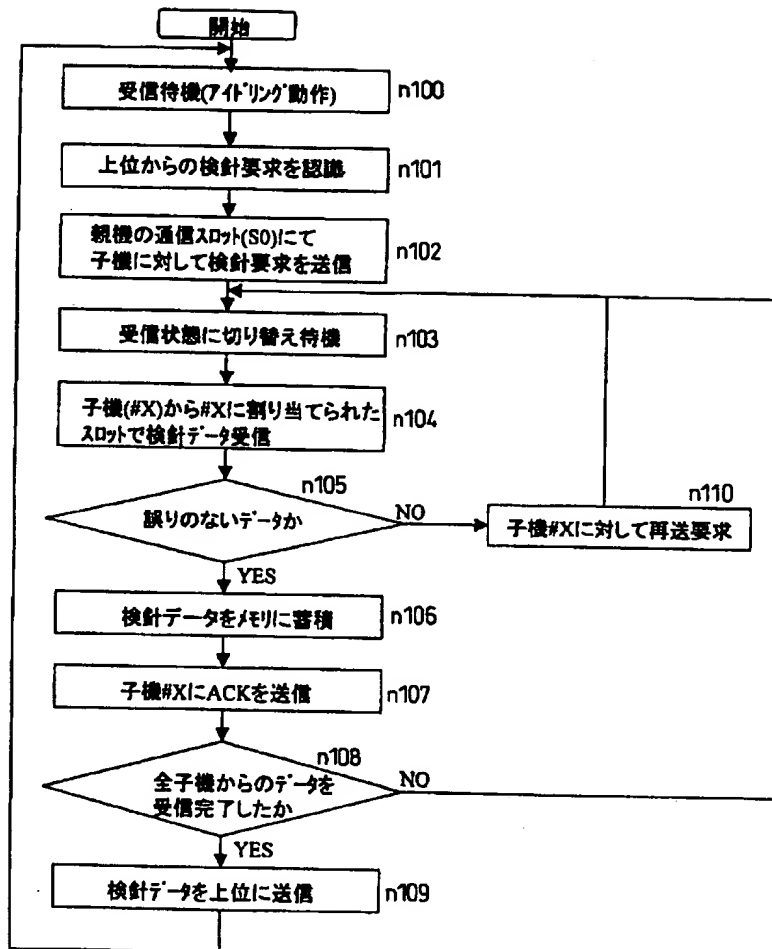 開始
受信待機(アイドリング動作)
n100
上位からの検針要求を認識
n101
親機の通信スロット(S0)にて
子機に対して検針要求を送信
n102
受信状態に切り替え待機
n103
子機(#X)から#Xに割り当てられた
スロットで検針データ受信
n104
n105
誤りのないデータか
NO
n110
子機#Xに対して再送要求
YES
検針データをメモリに蓄積
n106
子機#XにACKを送信
n107
n108
全子機からのデータを
受信完了したか
NO
YES
検針データを上位に送信
n109